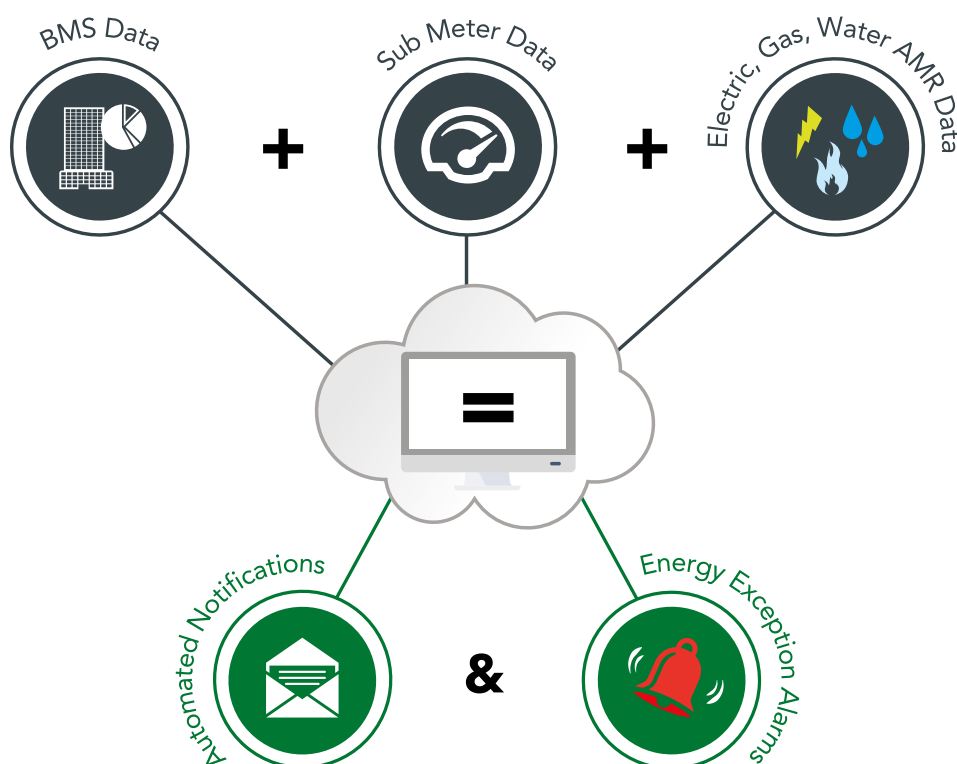 BMS Data
Sub Meter Data
Electric, Gas, Water AMR Data
+
+
=
Automated Notifications
&
Energy Exception Alarms